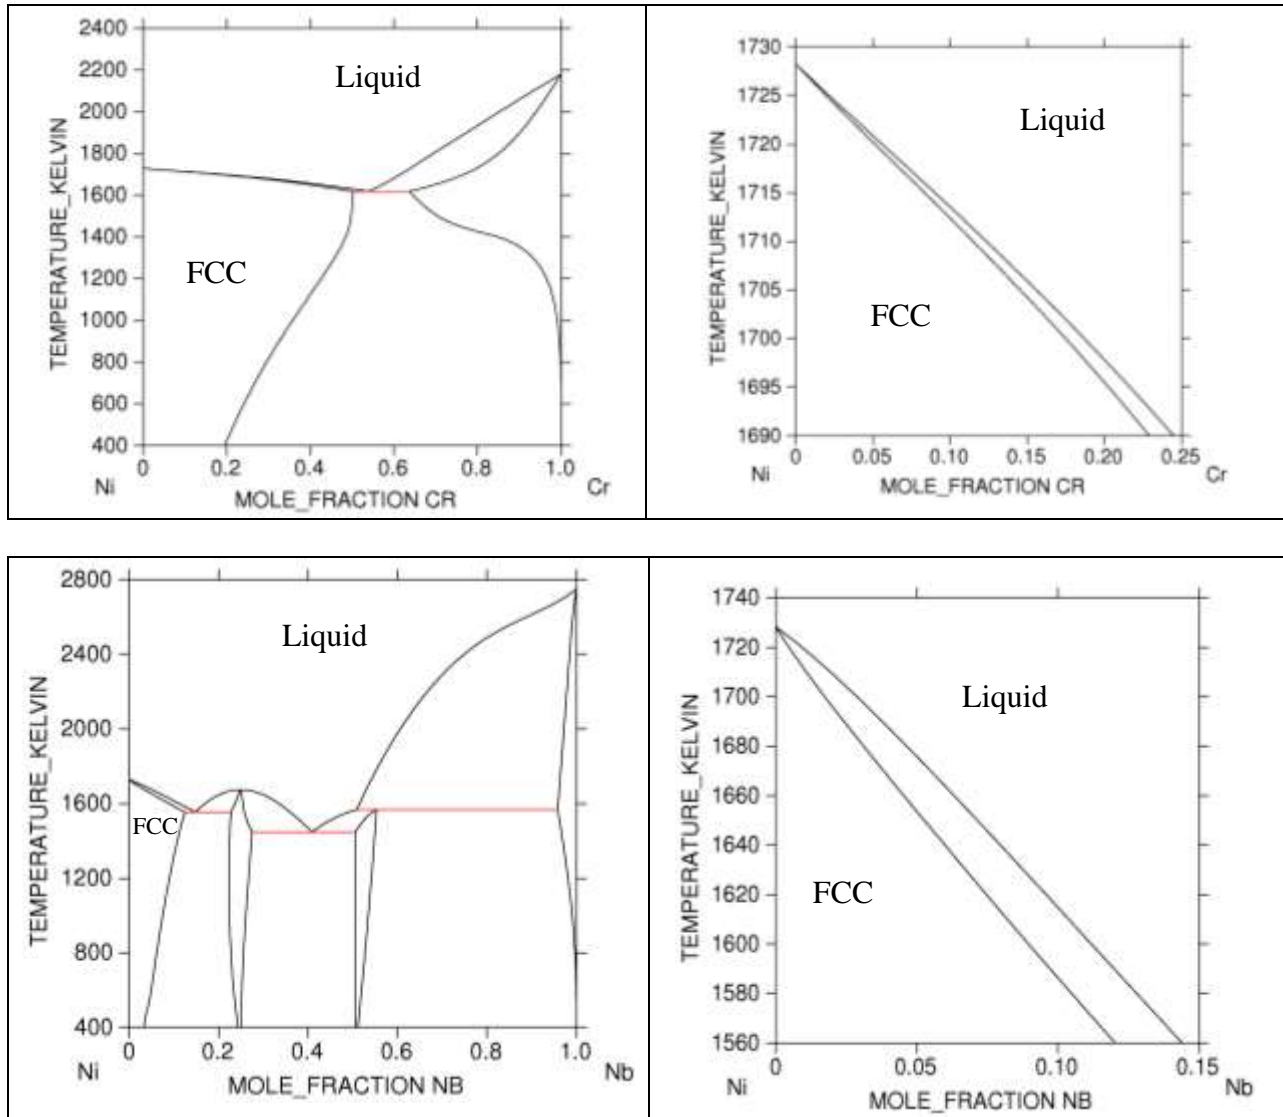 2400
2200
2000
1800
1600
1400
1200
1000
800
600
400
TEMPERATURE_KELVIN
Liquid
FCC
0 0.2 0.4 0.6 0.8 1.0
Ni Cr
MOLE_FRACTION CR
1730
1725
1720
1715
1710
1705
1700
1695
1690
TEMPERATURE_KELVIN
Liquid
FCC
0 0.05 0.10 0.15 0.20 0.25
Ni Cr
MOLE_FRACTION CR
2800
2400
2000
1600
1200
800
400
TEMPERATURE_KELVIN
Liquid
FCC
0 0.2 0.4 0.6 0.8 1.0
Ni Nb
MOLE_FRACTION NB
1740
1720
1700
1680
1660
1640
1620
1600
1580
1560
TEMPERATURE_KELVIN
Liquid
FCC
0 0.05 0.10 0.15
Ni Nb
MOLE_FRACTION NB